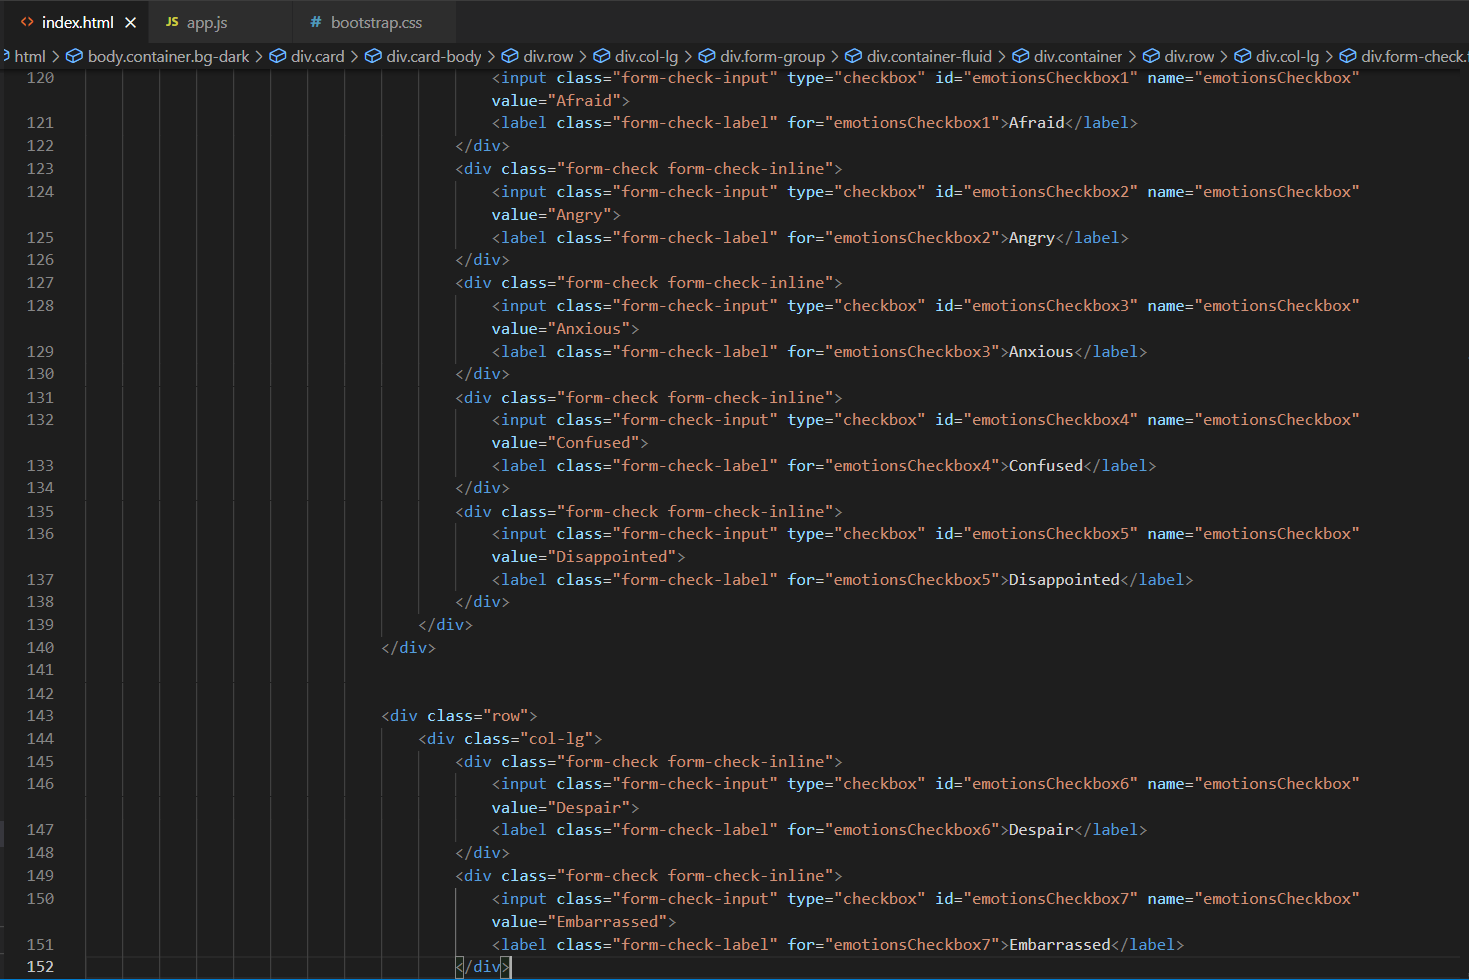 <> index.html × JS app.js # bootstrap.css
html > body.container.bg-dark > div.card > div.card-body > div.row > div.col-lg > div.form-group > div.container-fluid > div.container > div.row > div.col-lg > div.form-check.
120 <input class="form-check-input" type="checkbox" id="emotionsCheckbox1" name="emotionsCheckbox"
value="Afraid">
121 <label class="form-check-label" for="emotionsCheckbox1">Afraid</label>
122 </div>
123 <div class="form-check form-check-inline">
124 <input class="form-check-input" type="checkbox" id="emotionsCheckbox2" name="emotionsCheckbox"
value="Angry">
125 <label class="form-check-label" for="emotionsCheckbox2">Angry</label>
126 </div>
127 <div class="form-check form-check-inline">
128 <input class="form-check-input" type="checkbox" id="emotionsCheckbox3" name="emotionsCheckbox"
value="Anxious">
129 <label class="form-check-label" for="emotionsCheckbox3">Anxious</label>
130 </div>
131 <div class="form-check form-check-inline">
132 <input class="form-check-input" type="checkbox" id="emotionsCheckbox4" name="emotionsCheckbox"
value="Confused">
133 <label class="form-check-label" for="emotionsCheckbox4">Confused</label>
134 </div>
135 <div class="form-check form-check-inline">
136 <input class="form-check-input" type="checkbox" id="emotionsCheckbox5" name="emotionsCheckbox"
value="Disappointed">
137 <label class="form-check-label" for="emotionsCheckbox5">Disappointed</label>
138 </div>
139 </div>
140 </div>
141
142
143 <div class="row">
144 <div class="col-lg">
145 <div class="form-check form-check-inline">
146 <input class="form-check-input" type="checkbox" id="emotionsCheckbox6" name="emotionsCheckbox"
value="Despair">
147 <label class="form-check-label" for="emotionsCheckbox6">Despair</label>
148 </div>
149 <div class="form-check form-check-inline">
150 <input class="form-check-input" type="checkbox" id="emotionsCheckbox7" name="emotionsCheckbox"
value="Embarrassed">
151 <label class="form-check-label" for="emotionsCheckbox7">Embarrassed</label>
152 </div>